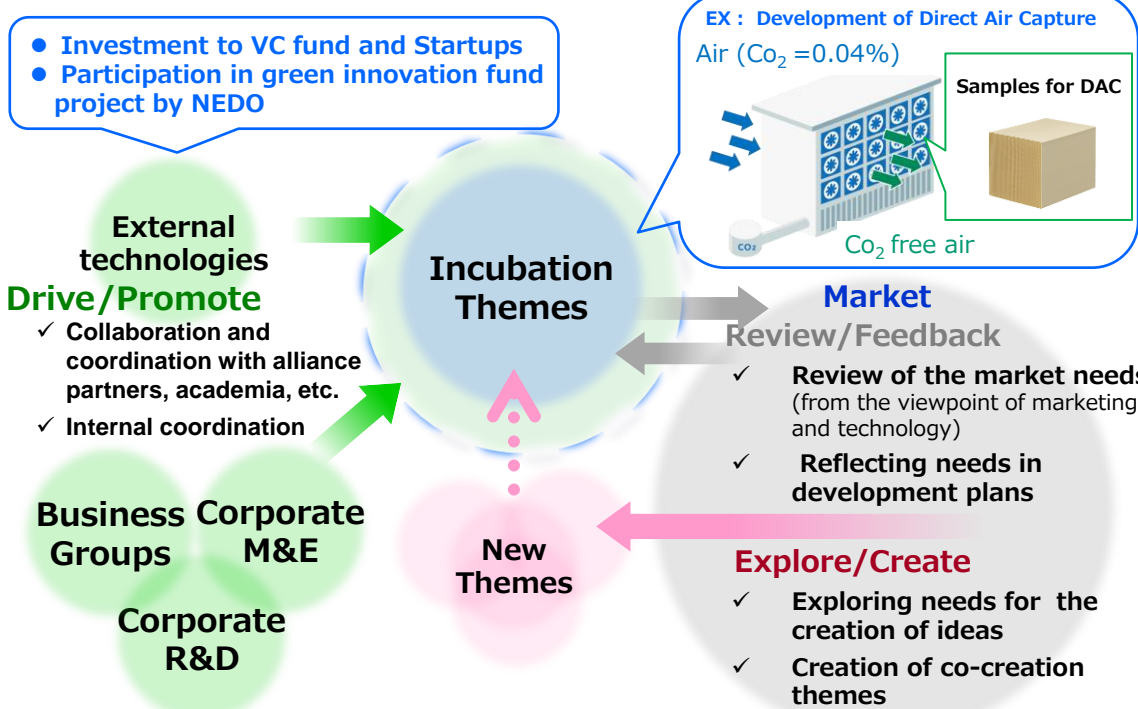 ● Investment to VC fund and Startups
● Participation in green innovation fund
project by NEDO
EX : Development of Direct Air Capture
Air (Co₂ =0.04%)
Samples for DAC
CO₂
Co₂ free air
External
technologies
Drive/Promote
✓ Collaboration and
coordination with alliance
partners, academia, etc.
✓ Internal coordination
Business
Groups
Corporate
M&E
Corporate
R&D
Incubation
Themes
New
Themes
Market
Review/Feedback
✓ Review of the market needs
(from the viewpoint of marketing
and technology)
✓ Reflecting needs in
development plans
Explore/Create
✓ Exploring needs for the
creation of ideas
✓ Creation of co-creation
themes